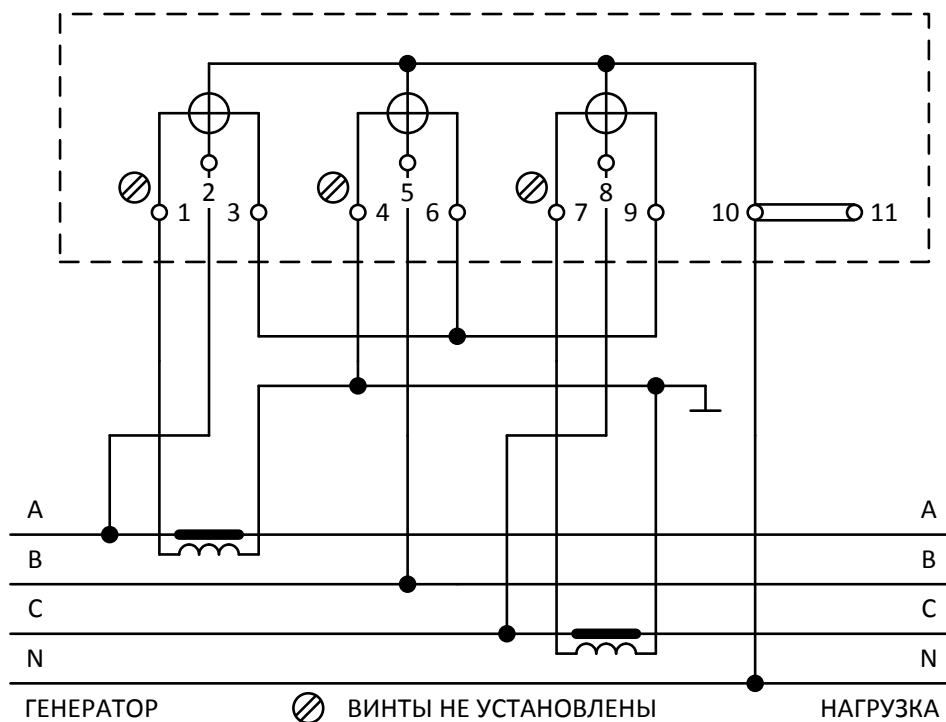 2 5 8
1 3 4 6 7 9 10 11
A A
B B
C C
N N
ГЕНЕРАТОР ВИНТЫ НЕ УСТАНОВЛЕНЫ НАГРУЗКА